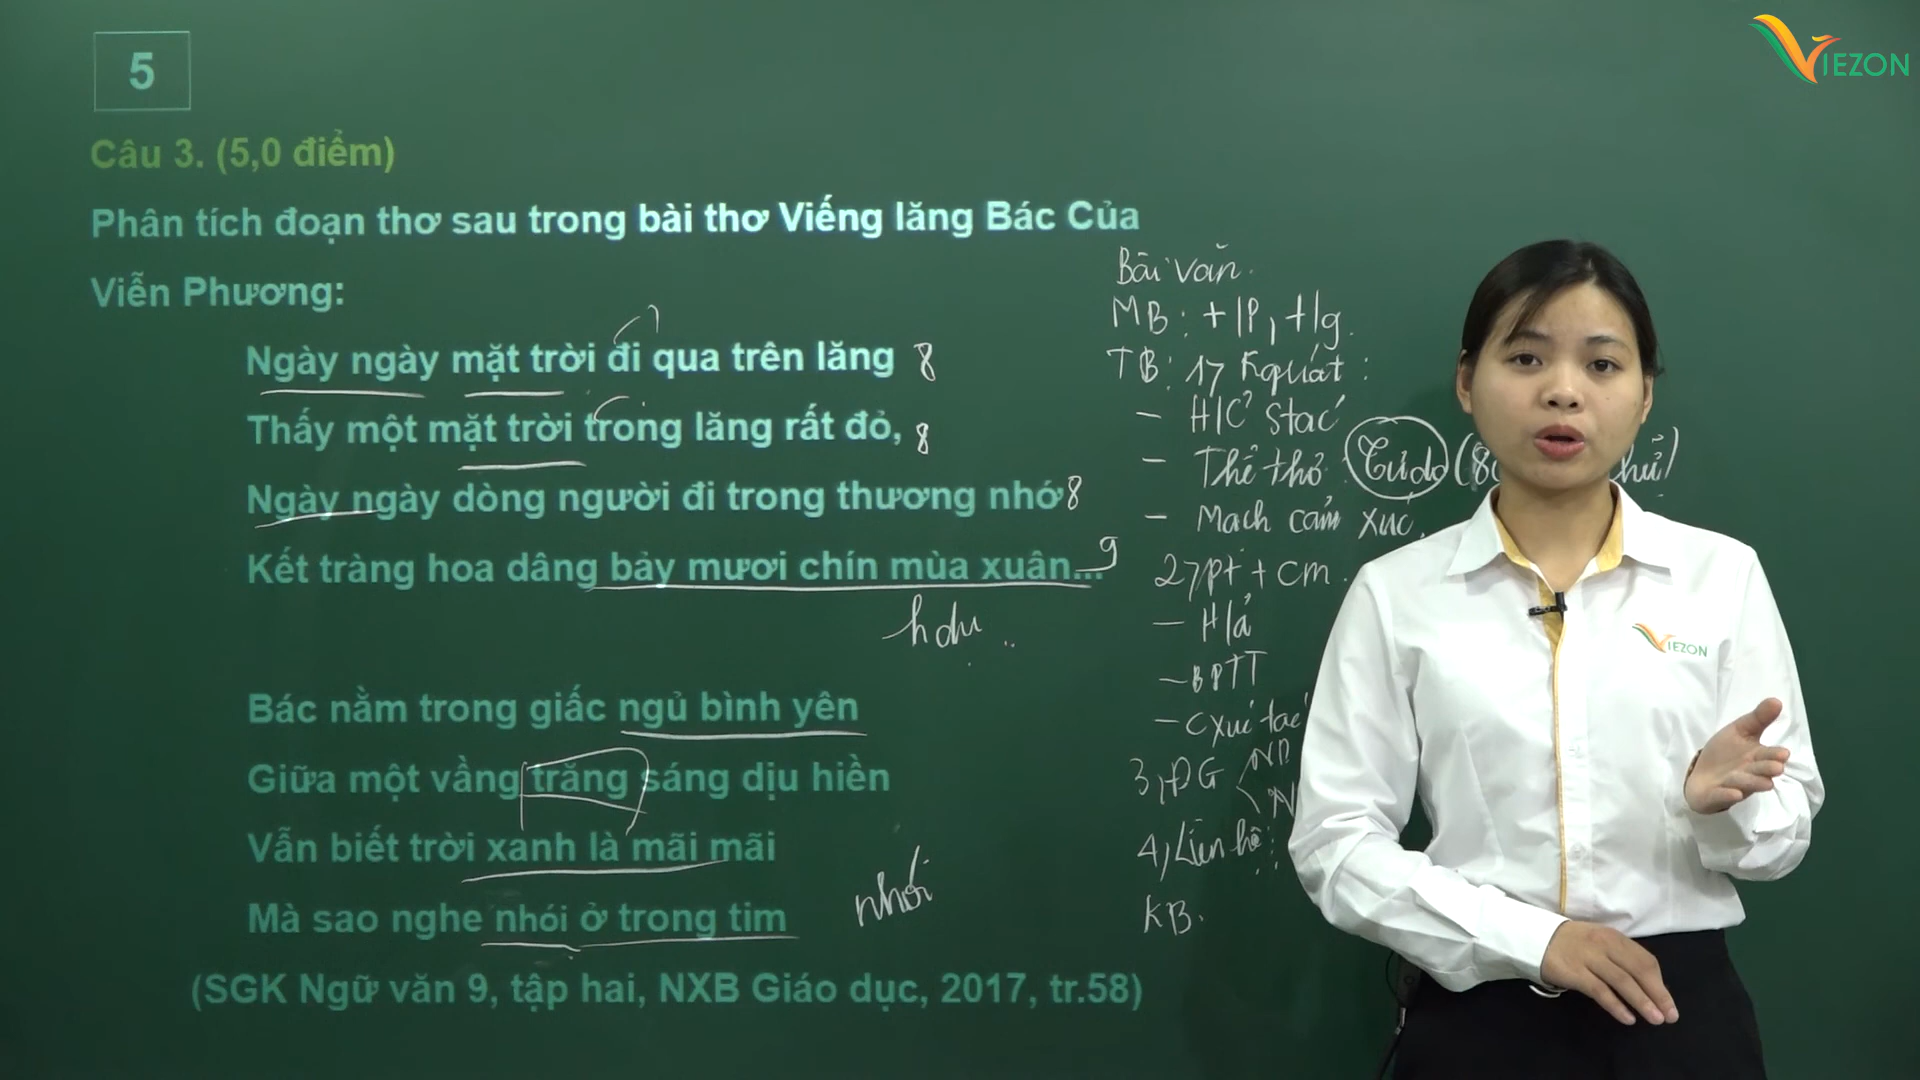 5
VIEZON
Câu 3. (5,0 điểm)
Phân tích đoạn thơ sau trong bài thơ Viếng lăng Bác Của
Viễn Phương:
Ngày ngày mặt trời đi qua trên lăng 8
Thấy một mặt trời trong lăng rất đỏ, 8
Ngày ngày dòng người đi trong thương nhớ 8
Kết tràng hoa dâng bảy mươi chín mùa xuân... 9
Bác nằm trong giấc ngủ bình yên
Giữa một vầng trăng sáng dịu hiền
Vẫn biết trời xanh là mãi mãi
Mà sao nghe nhói ở trong tim
nhói
(SGK Ngữ văn 9, tập hai, NXB Giáo dục, 2017, tr.58)
Bài văn.
MB: + TP, + Tg.
TB: 1, Kquát:
- H/C Stác
- Thể thơ: Tự do (8
- Mạch cảm xúc.
2, pt + cm.
- H/ả
- BPTT
- Cxúc tác
3, ĐG ND
4, Liên hệ:
KB.
VIEZON